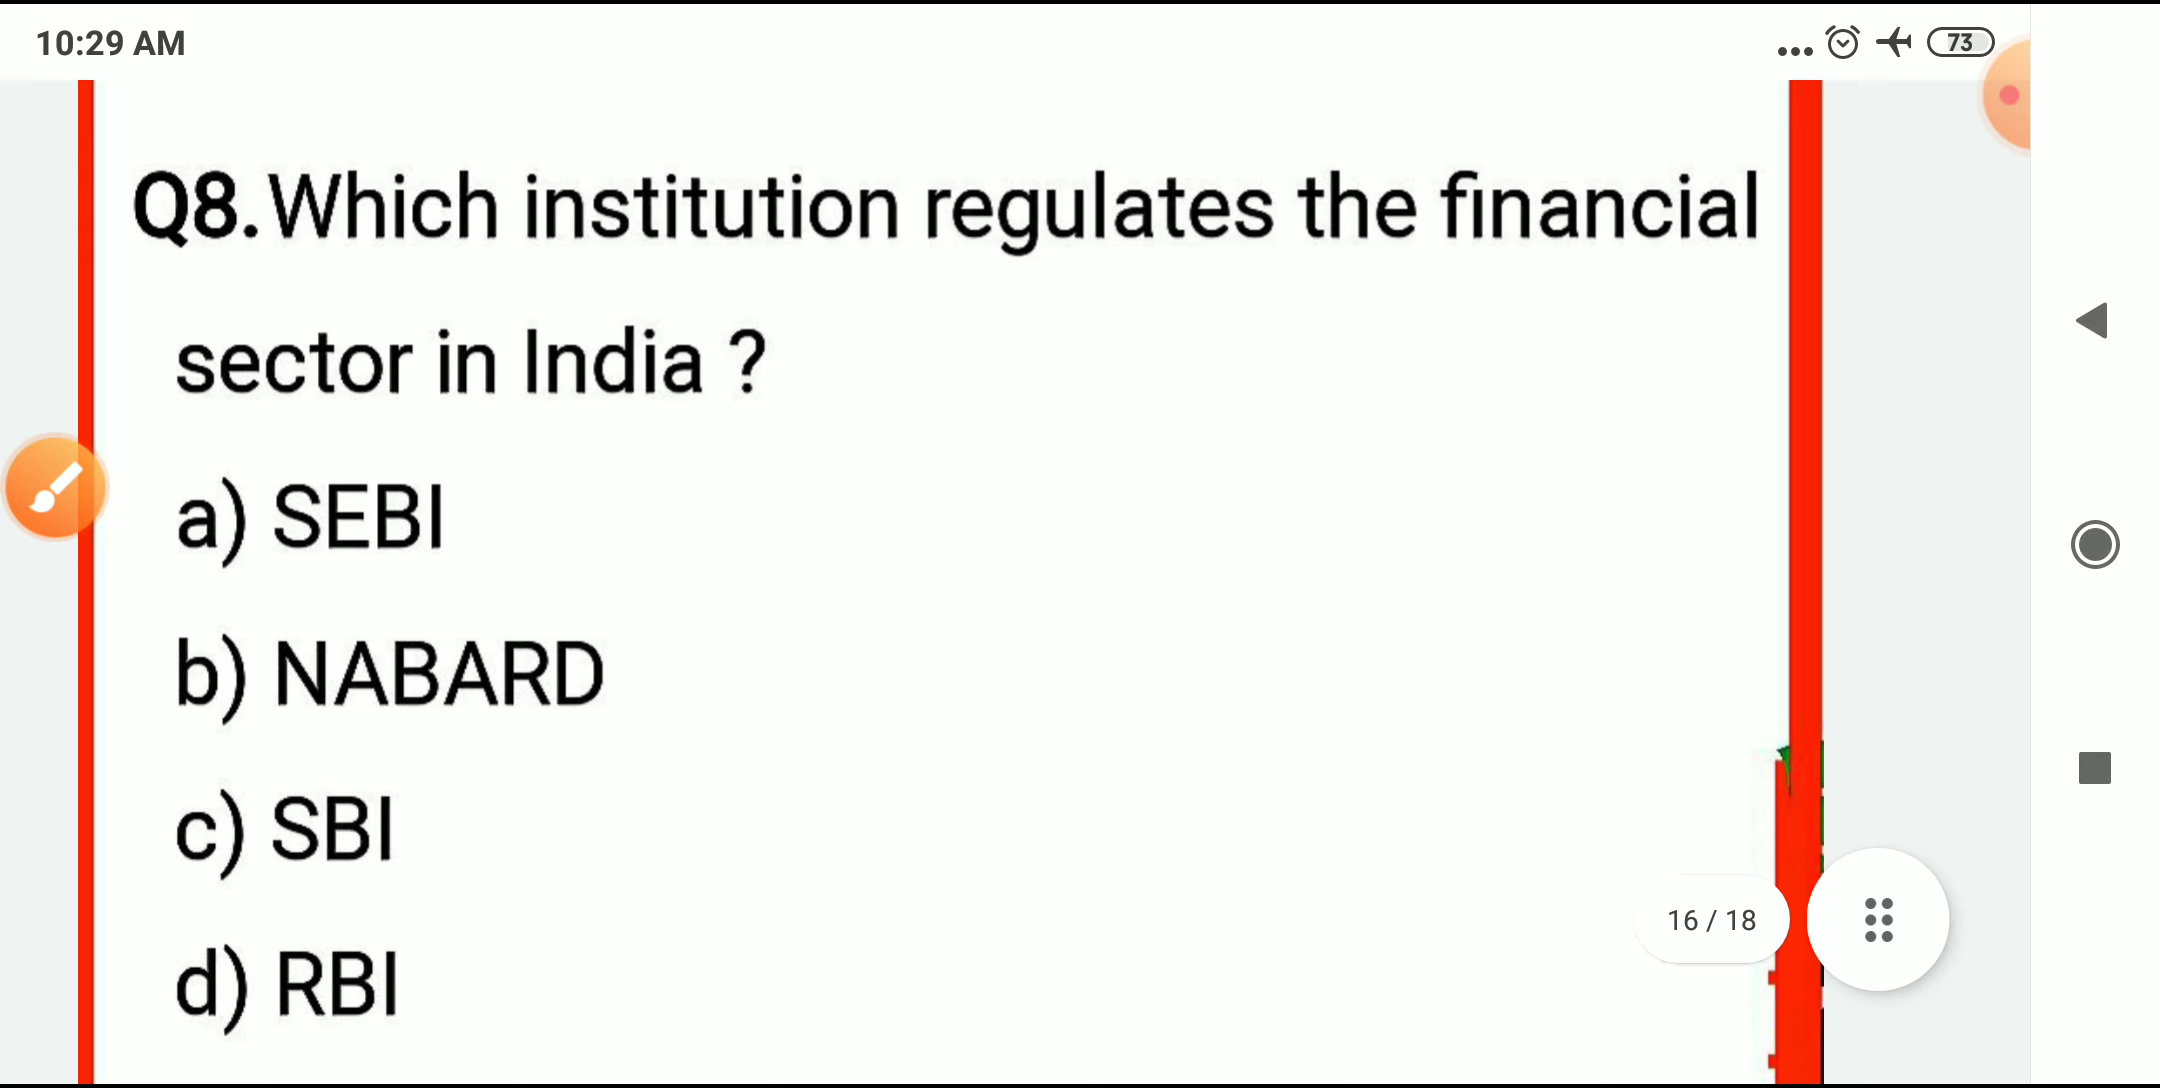 10:29 AM
73
Q8.Which institution regulates the financial
sector in India ?
a) SEBI
b) NABARD
c) SBI
d) RBI
16 / 18